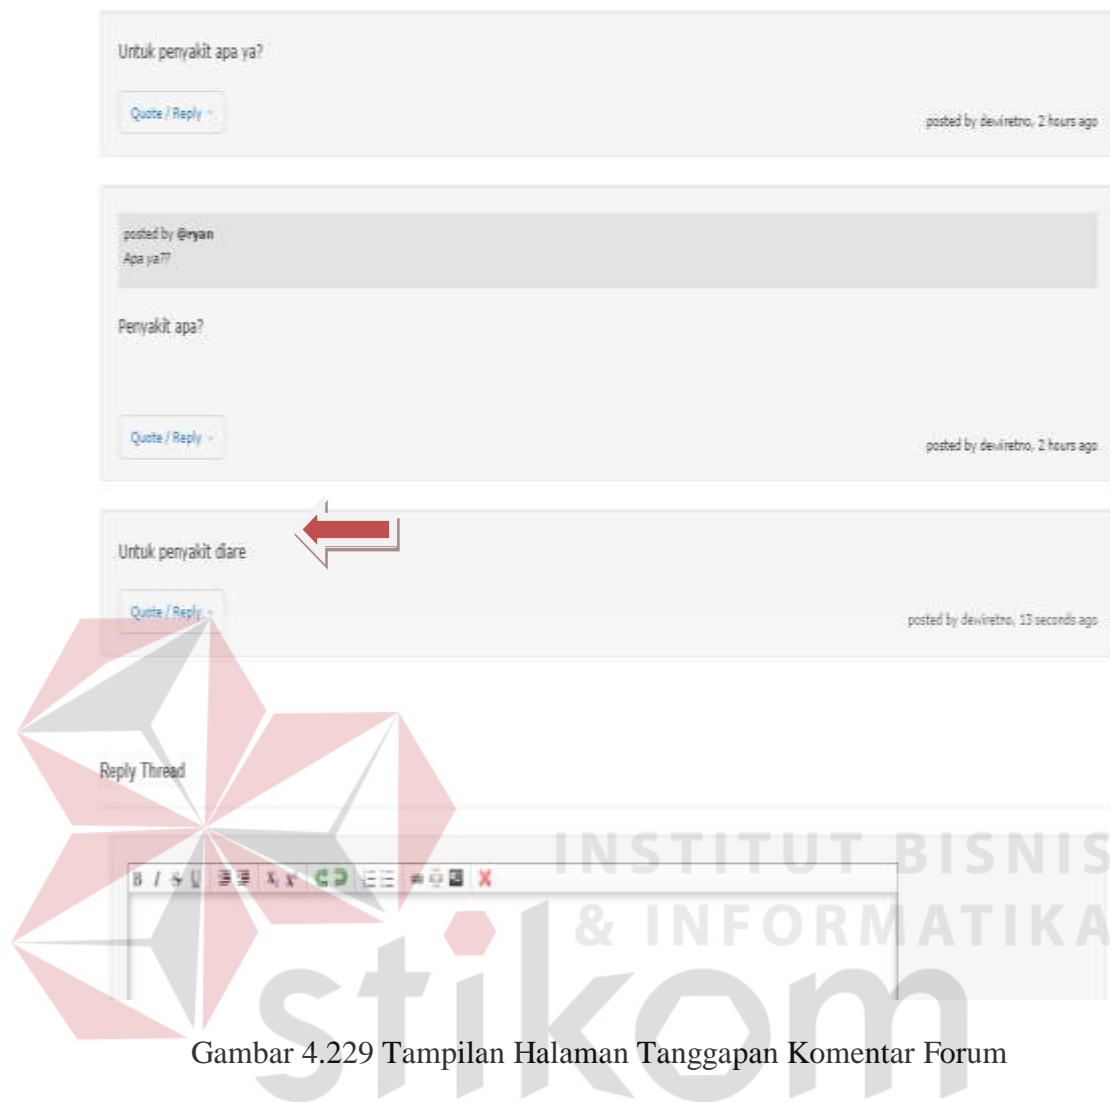 Untuk penyakit apa ya?
Quote / Reply
posted by dewiretno, 2 hours ago
posted by @ryan
Apa ya??
Penyakit apa?
Quote / Reply
posted by dewiretno, 2 hours ago
Untuk penyakit diare
Quote / Reply
posted by dewiretno, 13 seconds ago
Reply Thread
B I S U
X₂ X²
INSTITUT BISNIS
& INFORMATIKA
stikom
Gambar 4.229 Tampilan Halaman Tanggapan Komentar Forum